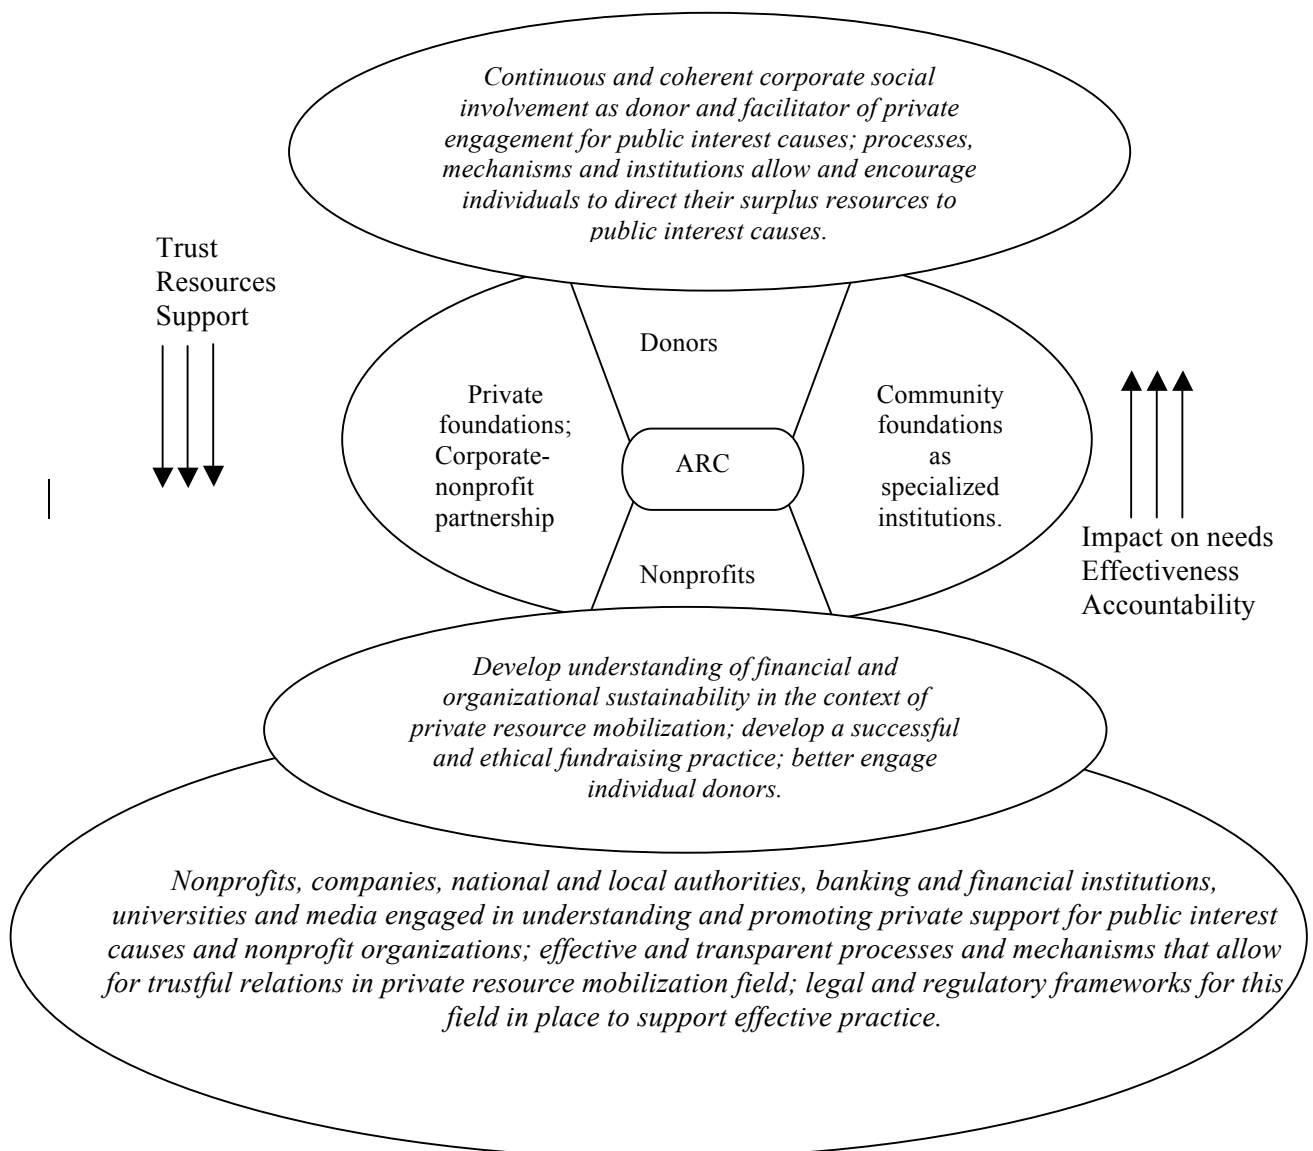 Continuous and coherent corporate social
involvement as donor and facilitator of private
engagement for public interest causes; processes,
mechanisms and institutions allow and encourage
individuals to direct their surplus resources to
public interest causes.
Trust
Resources
Support
Donors
Private
foundations;
Corporate-
nonprofit
partnership
ARC
Community
foundations
as
specialized
institutions.
Nonprofits
Impact on needs
Effectiveness
Accountability
Develop understanding of financial and
organizational sustainability in the context of
private resource mobilization; develop a successful
and ethical fundraising practice; better engage
individual donors.
Nonprofits, companies, national and local authorities, banking and financial institutions,
universities and media engaged in understanding and promoting private support for public interest
causes and nonprofit organizations; effective and transparent processes and mechanisms that allow
for trustful relations in private resource mobilization field; legal and regulatory frameworks for this
field in place to support effective practice.